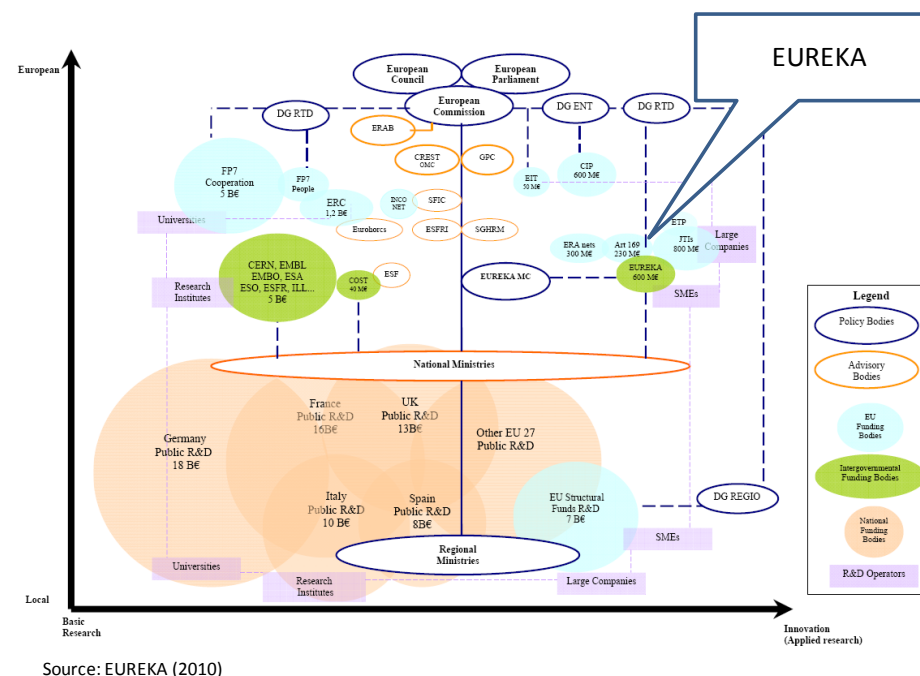 EUREKA
European
European
Council
European
Parliament
European
Commission
DG RTD
DG ENT
DG RTD
ERAB
CREST
OMC
GPC
FP7
Cooperation
5 B€
FP7
People
ERC
1,2 B€
INCO
NET
SFIC
EIT
50 M€
CIP
600 M€
Universities
Eurohorcs
ESFRI
SGHRM
ETP
JTIs
800 M€
Large
Companies
ERA nets
300 M€
Art 169
230 M€
CERN, EMBL
EMBO, ESA
ESO, ESFR, ILL...
5 B€
COST
40 M€
ESF
EUREKA MC
EUREKA
600 M€
Research
Institutes
SMEs
National Ministries
Germany
Public R&D
18 B€
France
Public R&D
16B€
UK
Public R&D
13B€
Other EU 27
Public R&D
Italy
Public R&D
10 B€
Spain
Public R&D
8B€
EU Structural
Funds R&D
7 B€
DG REGIO
Regional
Ministries
SMEs
Universities
Research
Institutes
Large Companies
Local
Basic
Research
Innovation
(Applied research)
Legend
Policy Bodies
Advisory
Bodies
EU
Funding
Bodies
Intergovernmental
Funding Bodies
National
Funding
Bodies
R&D Operators
Source: EUREKA (2010)